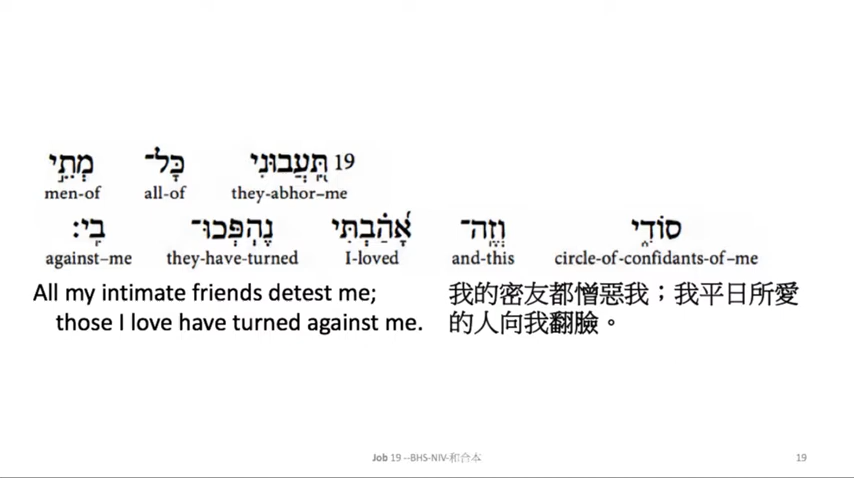 19 תִּֽתַעֲבוּנִי כָּל־ מְתֵ֣י
they-abhor–me all-of men-of
סוֹדִ֑י וְזֶֽה־ אָ֝הַ֗בְתִּי נֶהְפְּכוּ־ בִֽי׃
circle-of-confidants-of–me and-this I-loved they-have-turned against–me
All my intimate friends detest me;
those I love have turned against me.
我的密友都憎惡我；我平日所愛
的人向我翻臉。
Job 19 --BHS-NIV-和合本
19